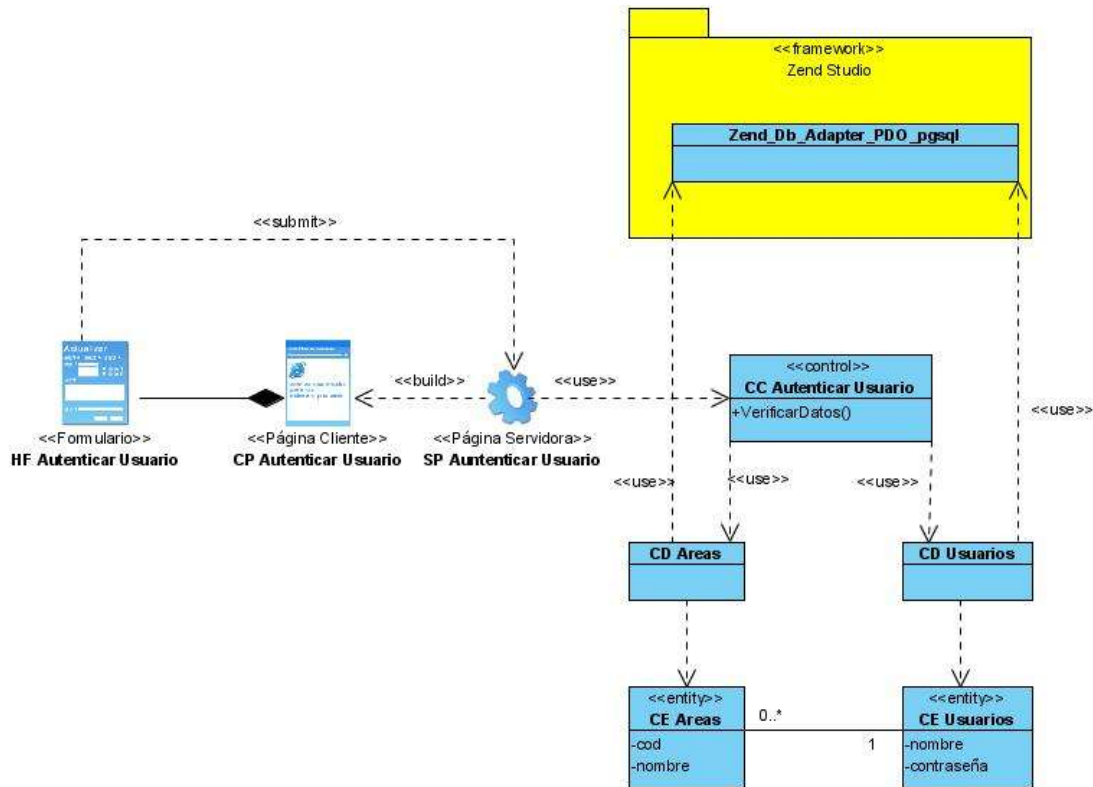 <<framework>>
Zend Studio
Zend_Db_Adapter_PDO_pgsql
<<submit>>
Actualizar
<<build>>
<<use>>
<<control>>
CC Autenticar Usuario
+VerificarDatos()
<<use>>
<<Formulario>>
HF Autenticar Usuario
<<Página Cliente>>
CP Autenticar Usuario
<<Página Servidora>>
SP Auntenticar Usuario
<<use>>
<<use>>
<<use>>
CD Areas
CD Usuarios
<<entity>>
CE Areas
-cod
-nombre
0..*
1
<<entity>>
CE Usuarios
-nombre
-contraseña